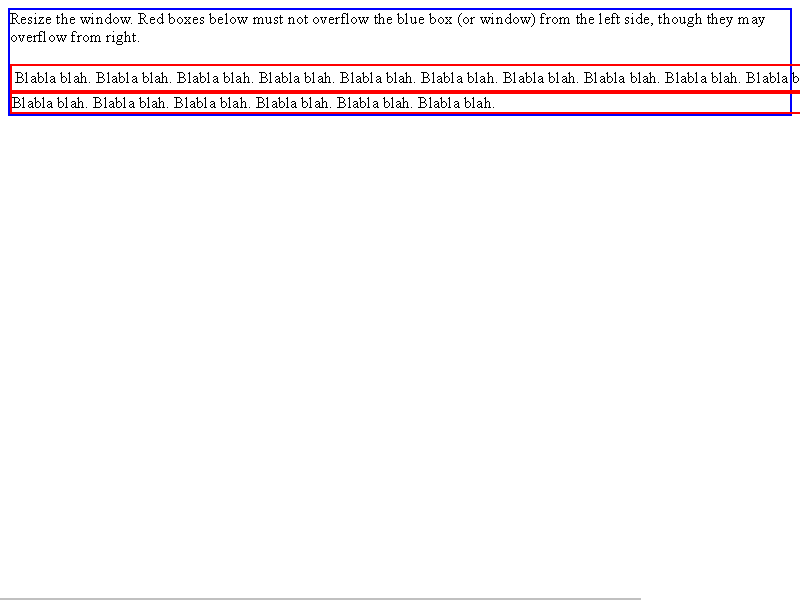 Resize the window. Red boxes below must not overflow the blue box (or window) from the left side, though they may
overflow from right.
Blabla blah. Blabla blah. Blabla blah. Blabla blah. Blabla blah. Blabla blah. Blabla blah. Blabla blah. Blabla blah. Blabla b
Blabla blah. Blabla blah. Blabla blah. Blabla blah. Blabla blah. Blabla blah.